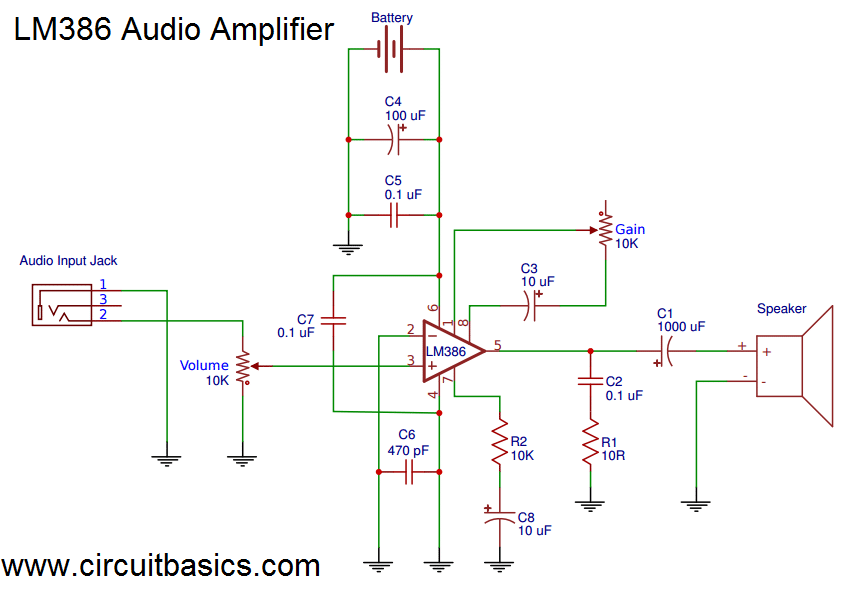 LM386 Audio Amplifier
Battery
C4
100 uF
+
C5
0.1 uF
Gain
10K
Audio Input Jack
1
3
2
C3
10 uF
+
C7
0.1 uF
6
1
8
C1
1000 uF
+
Speaker
2
-
LM386
5
+
+
3
+
Volume
10K
4
7
-
-
C2
0.1 uF
C6
470 pF
R2
10K
R1
10R
+
C8
10 uF
www.circuitbasics.com